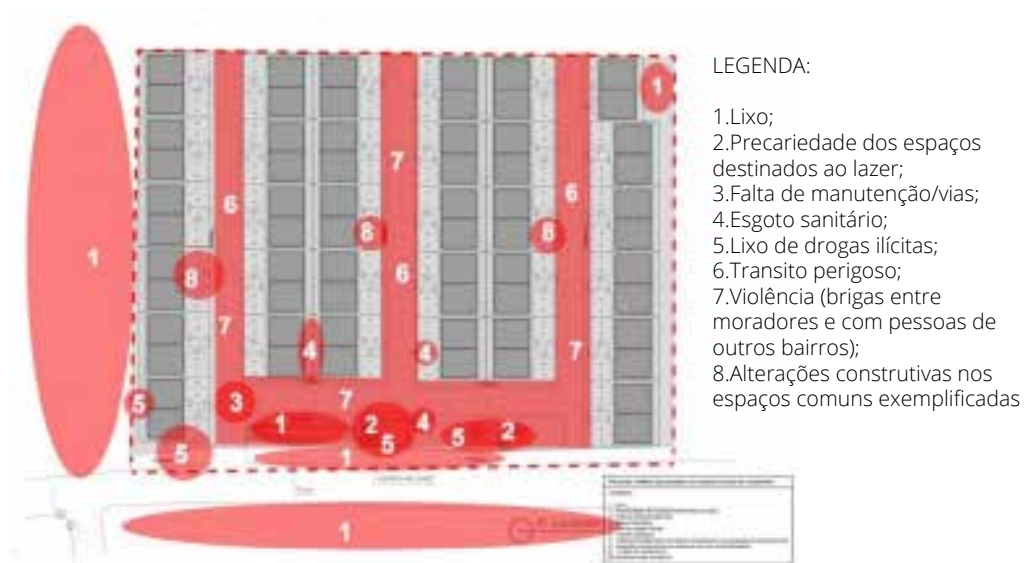 LEGENDA:
1.Lixo;
2.Precariedade dos espaços
destinados ao lazer;
3.Falta de manutenção/vias;
4.Esgoto sanitário;
5.Lixo de drogas ilícitas;
6.Transito perigoso;
7.Violência (brigas entre
moradores e com pessoas de
outros bairros);
8.Alterações construtivas nos
espaços comuns exemplificadas
1
7
6
6
8
8
1
8
6
7
7
4
4
5
3
7
1
2
4
5
5
2
5
1
1